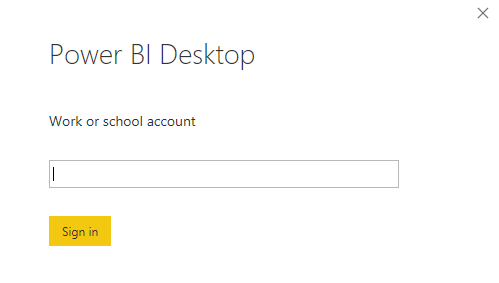 Power BI Desktop
Work or school account
Sign in